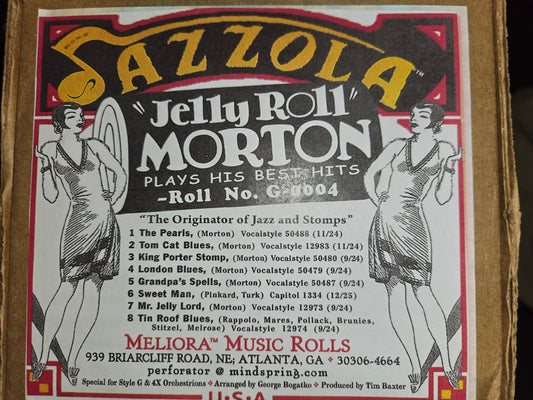 JAZZOLA™
"Jelly Roll"
MORTON
PLAYS HIS BEST HITS
~Roll No. G-0004
"The Originator of Jazz and Stomps"
1 The Pearls, (Morton) Vocalstyle 50488 (11/24)
2 Tom Cat Blues, (Morton) Vocalstyle 12983 (11/24)
3 King Porter Stomp, (Morton) Vocalstyle 50480 (9/24)
4 London Blues, (Morton) Vocalstyle 50479 (9/24)
5 Grandpa's Spells, (Morton) Vocalstyle 50487 (9/24)
6 Sweet Man, (Pinkard, Turk) Capitol 1334 (12/25)
7 Mr. Jelly Lord, (Morton) Vocalstyle 12973 (9/24)
8 Tin Roof Blues, (Rappolo, Mares, Pollack, Brunies,
Stitzel, Melrose) Vocalstyle 12974 (9/24)
MELIORA™ MUSIC ROLLS
939 BRIARCLIFF ROAD, NE; ATLANTA, GA ❖ 30306-4664
perforator @ mindspring.com
Special for Style G & 4X Orchestrions ❖ Arranged by George Bogatko ❖ Produced by Tim Baxter
U·S·A